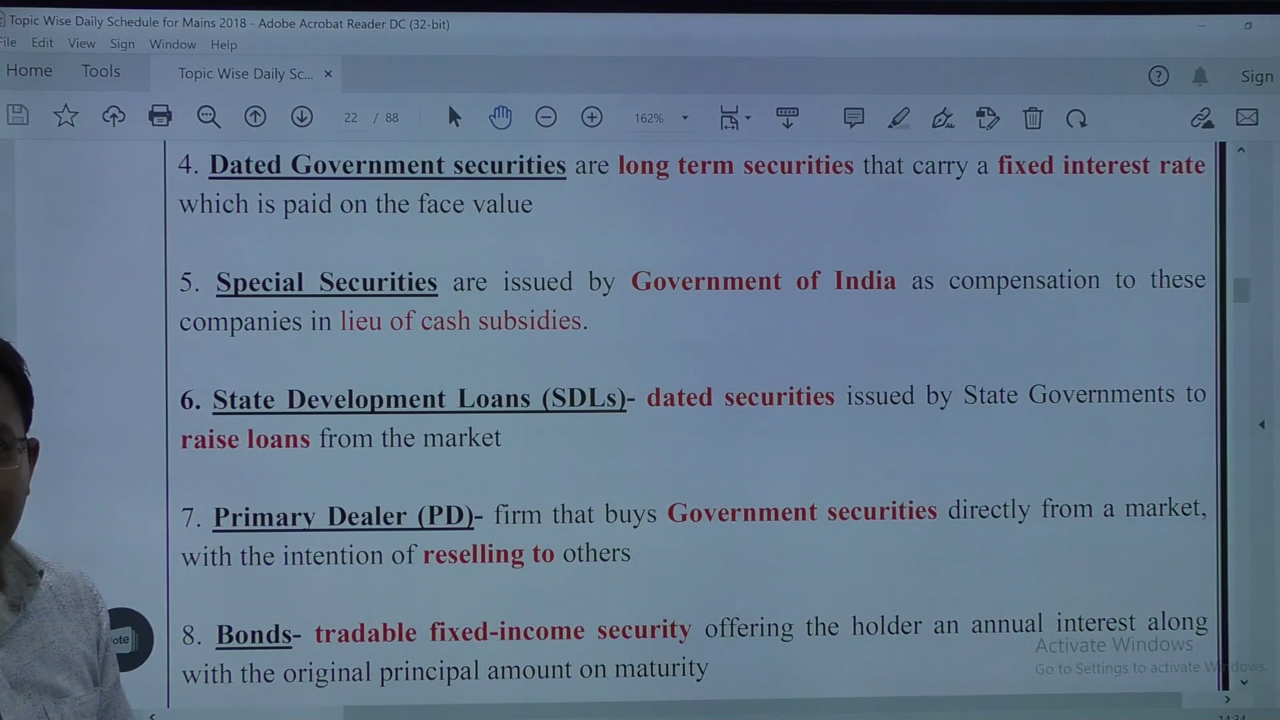 Topic Wise Daily Schedule for Mains 2018 - Adobe Acrobat Reader DC (32-bit)
File Edit View Sign Window Help
Home Tools Topic Wise Daily Sc... × Sign
22 / 88 162%
4. Dated Government securities are long term securities that carry a fixed interest rate
which is paid on the face value
5. Special Securities are issued by Government of India as compensation to these
companies in lieu of cash subsidies.
6. State Development Loans (SDLs)- dated securities issued by State Governments to
raise loans from the market
7. Primary Dealer (PD)- firm that buys Government securities directly from a market,
with the intention of reselling to others
8. Bonds- tradable fixed-income security offering the holder an annual interest along
with the original principal amount on maturity
Activate Windows
Go to Settings to activate Windows.